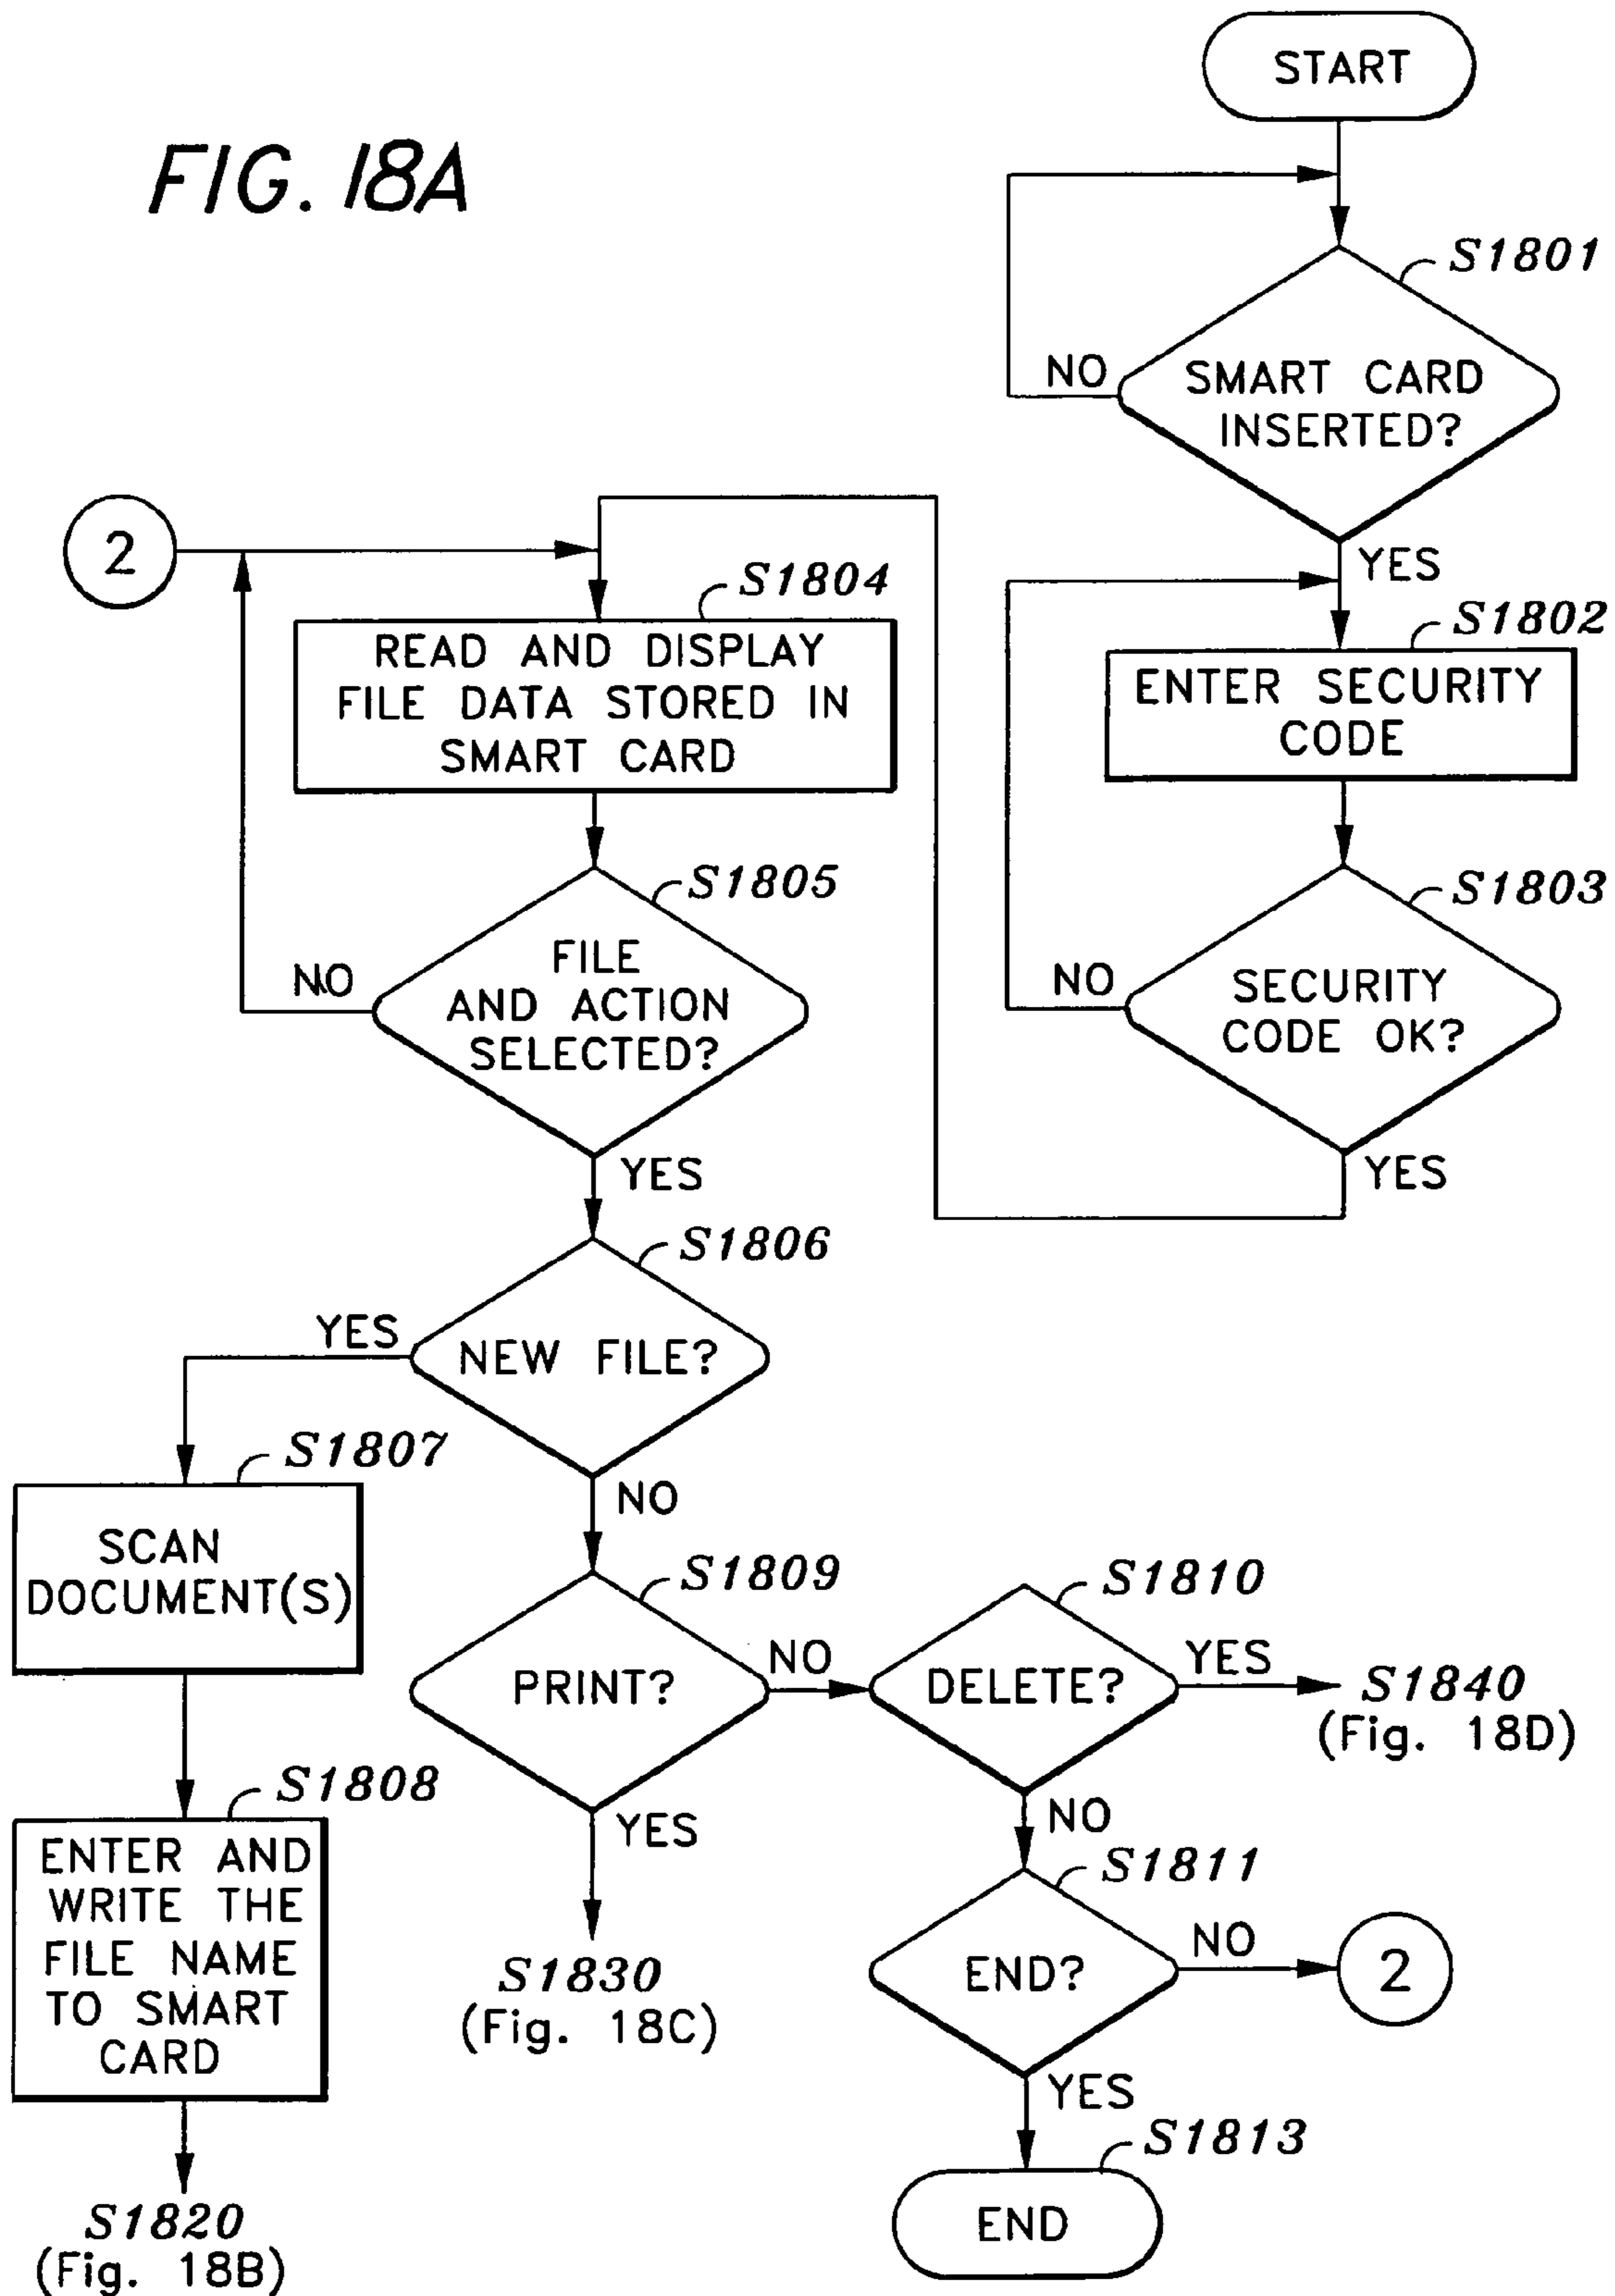 FIG. 18A
START
S1801
NO
SMART CARD
INSERTED?
YES
S1802
ENTER SECURITY
CODE
S1803
NO
SECURITY
CODE OK?
YES
2
S1804
READ AND DISPLAY
FILE DATA STORED IN
SMART CARD
S1805
NO
FILE
AND ACTION
SELECTED?
YES
S1806
YES
NEW FILE?
NO
S1807
SCAN
DOCUMENT(S)
S1808
ENTER AND
WRITE THE
FILE NAME
TO SMART
CARD
S1820
(Fig. 18B)
S1809
PRINT?
NO
YES
S1830
(Fig. 18C)
S1810
DELETE?
YES
S1840
(Fig. 18D)
NO
S1811
END?
NO
2
YES
S1813
END